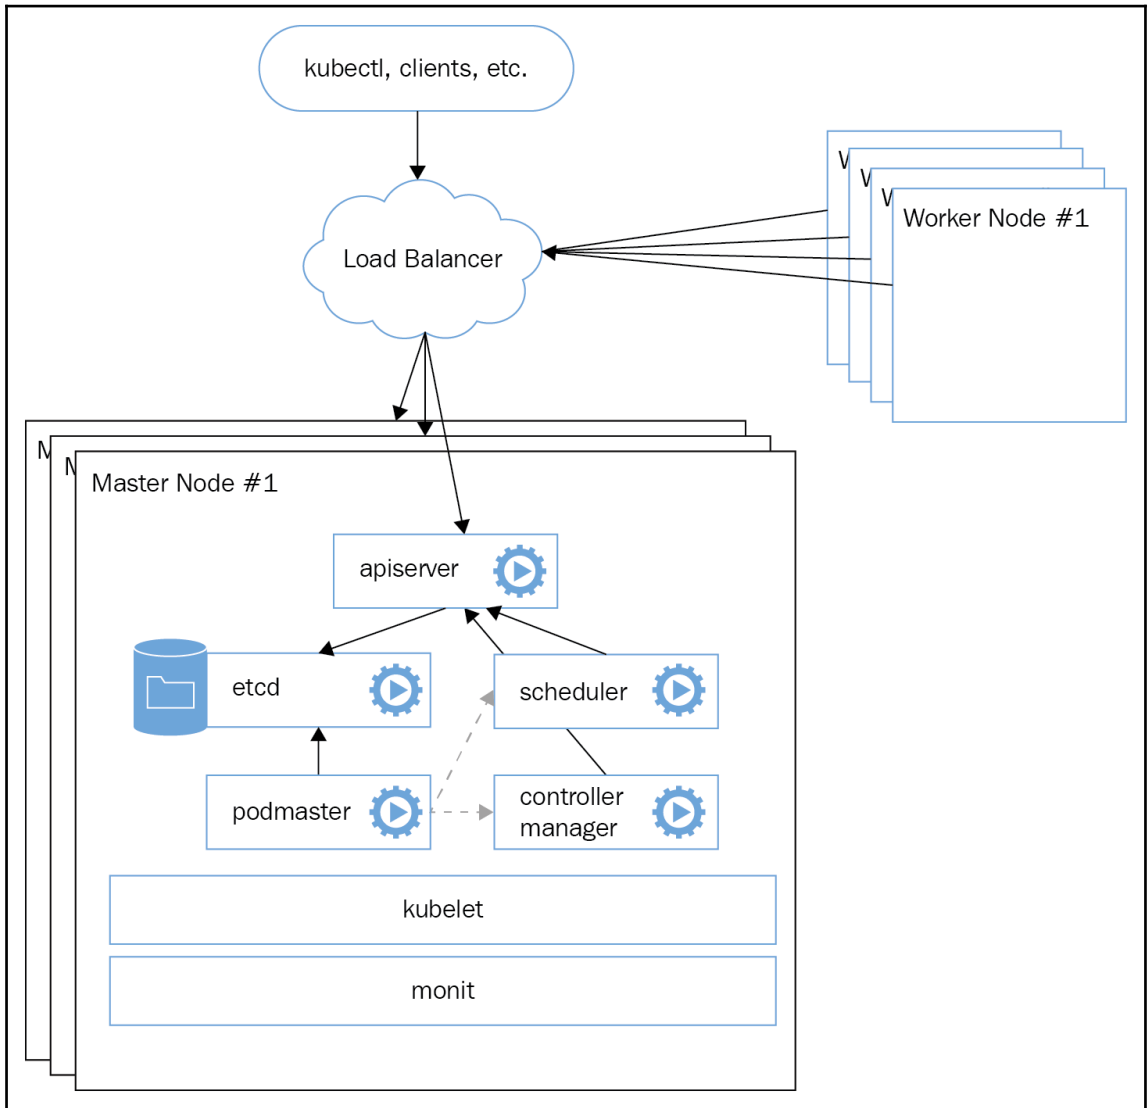 kubectl, clients, etc.
Load Balancer
W
W
W
Worker Node #1
M
M
Master Node #1
apiserver
etcd
scheduler
podmaster
controller
manager
kubelet
monit